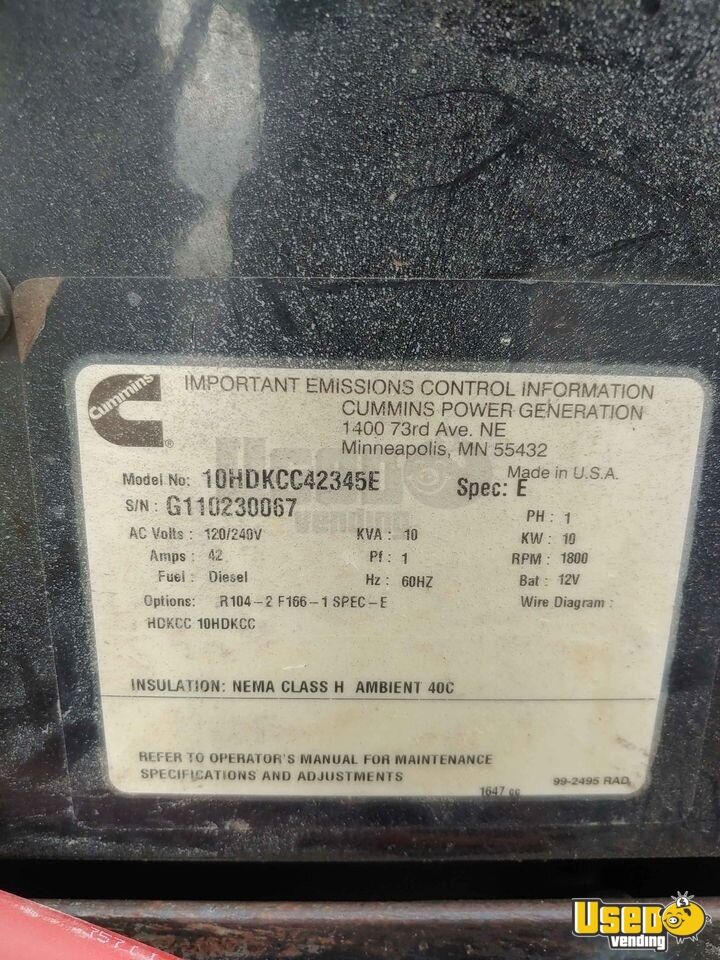 Cummins
®
IMPORTANT EMISSIONS CONTROL INFORMATION
CUMMINS POWER GENERATION
1400 73rd Ave. NE
Minneapolis, MN 55432
Made in U.S.A.
Model No: 10HDKCC42345E Spec: E
S/N : G110230067
PH : 1
AC Volts : 120/240V KVA : 10 KW : 10
Amps : 42 Pf : 1 RPM : 1800
Fuel : Diesel Hz : 60HZ Bat : 12V
Options: R104-2 F166-1 SPEC-E Wire Diagram :
HDKCC 10HDKCC
INSULATION: NEMA CLASS H AMBIENT 40C
REFER TO OPERATOR'S MANUAL FOR MAINTENANCE
SPECIFICATIONS AND ADJUSTMENTS
99-2495 RAD
1647 cc
Used
vending
Used
vending